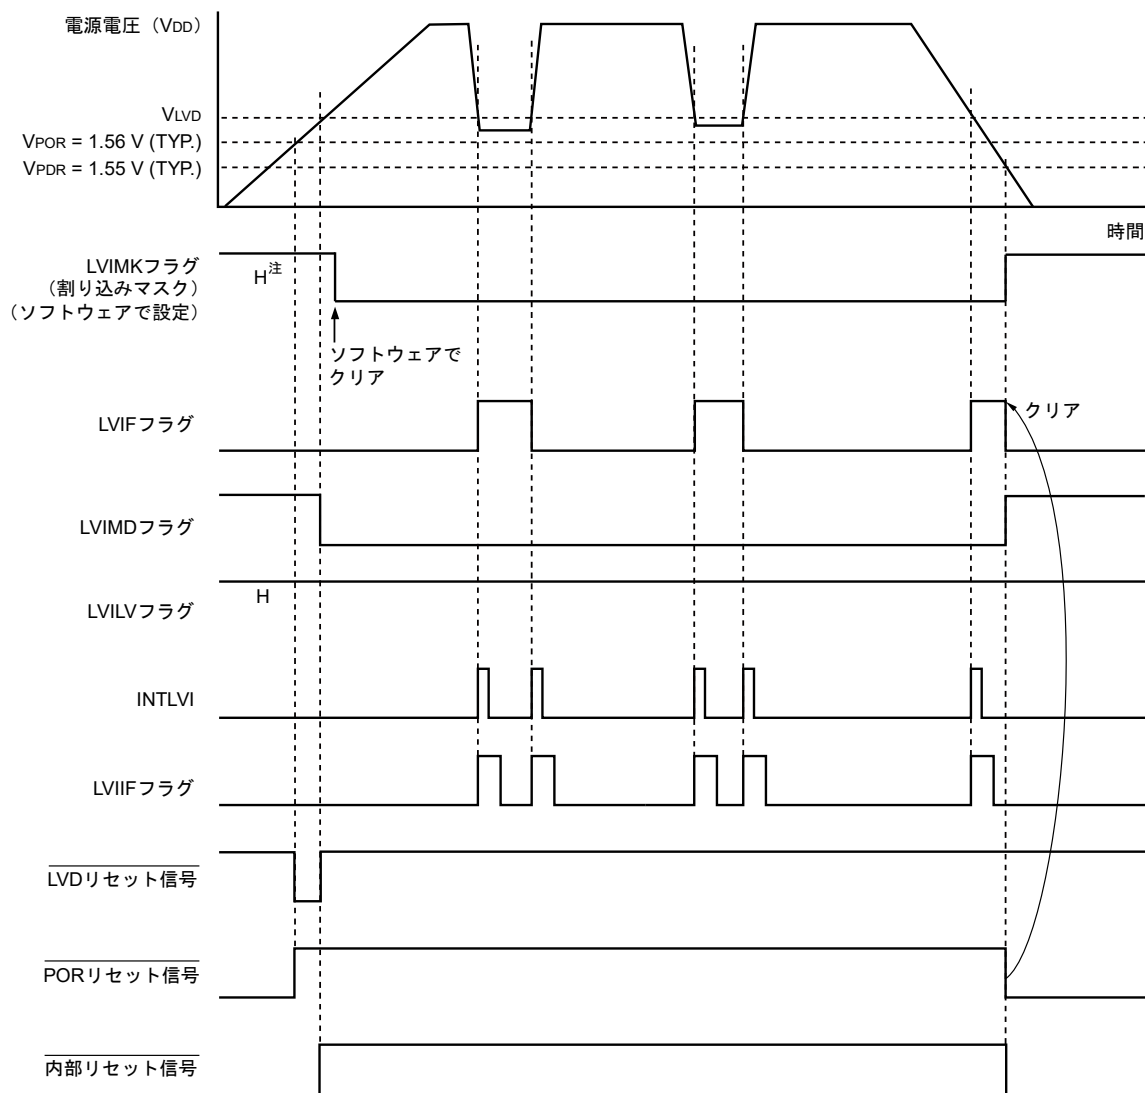 電源電圧（VDD）
VLVD
VPOR = 1.56 V (TYP.)
VPDR = 1.55 V (TYP.)
時間
LVIMKフラグ
（割り込みマスク）
（ソフトウェアで設定）
H注
ソフトウェアで
クリア
LVIFフラグ
クリア
LVIMDフラグ
H
LVILVフラグ
INTLVI
LVIIFフラグ
LVDリセット信号
PORリセット信号
内部リセット信号